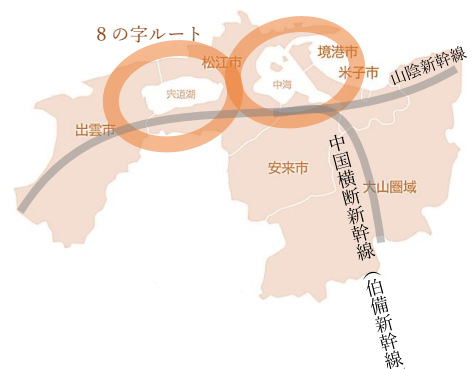 8の字ルート
松江市
境港市
米子市
山陰新幹線
宍道湖
中海
出雲市
安来市
大山圏域
中国横断新幹線(伯備新幹線